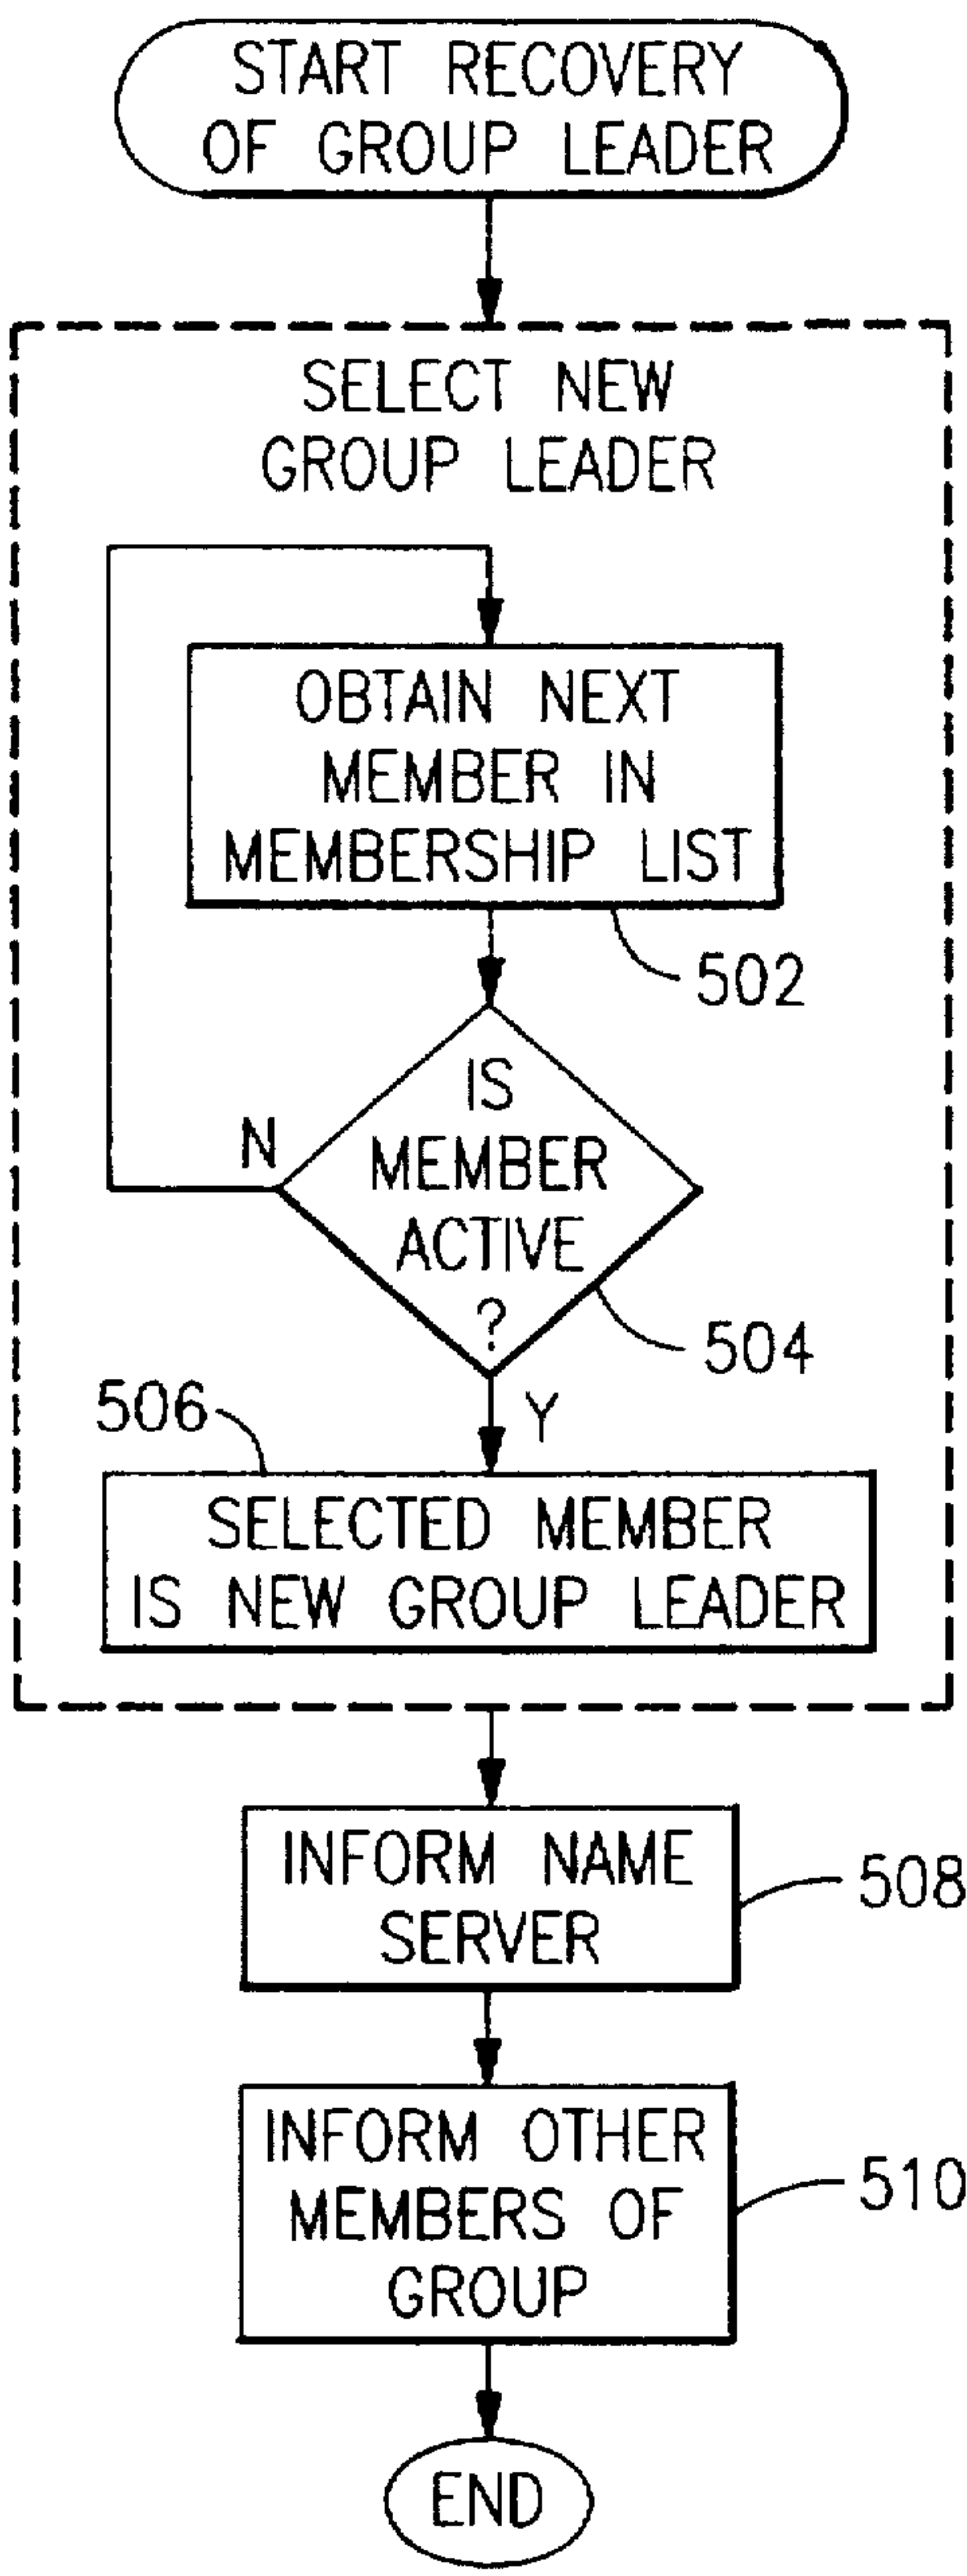 START RECOVERY
OF GROUP LEADER
SELECT NEW
GROUP LEADER
OBTAIN NEXT
MEMBER IN
MEMBERSHIP LIST
502
IS
MEMBER
ACTIVE
?
N
504
Y
506
SELECTED MEMBER
IS NEW GROUP LEADER
INFORM NAME
SERVER
508
INFORM OTHER
MEMBERS OF
GROUP
510
END